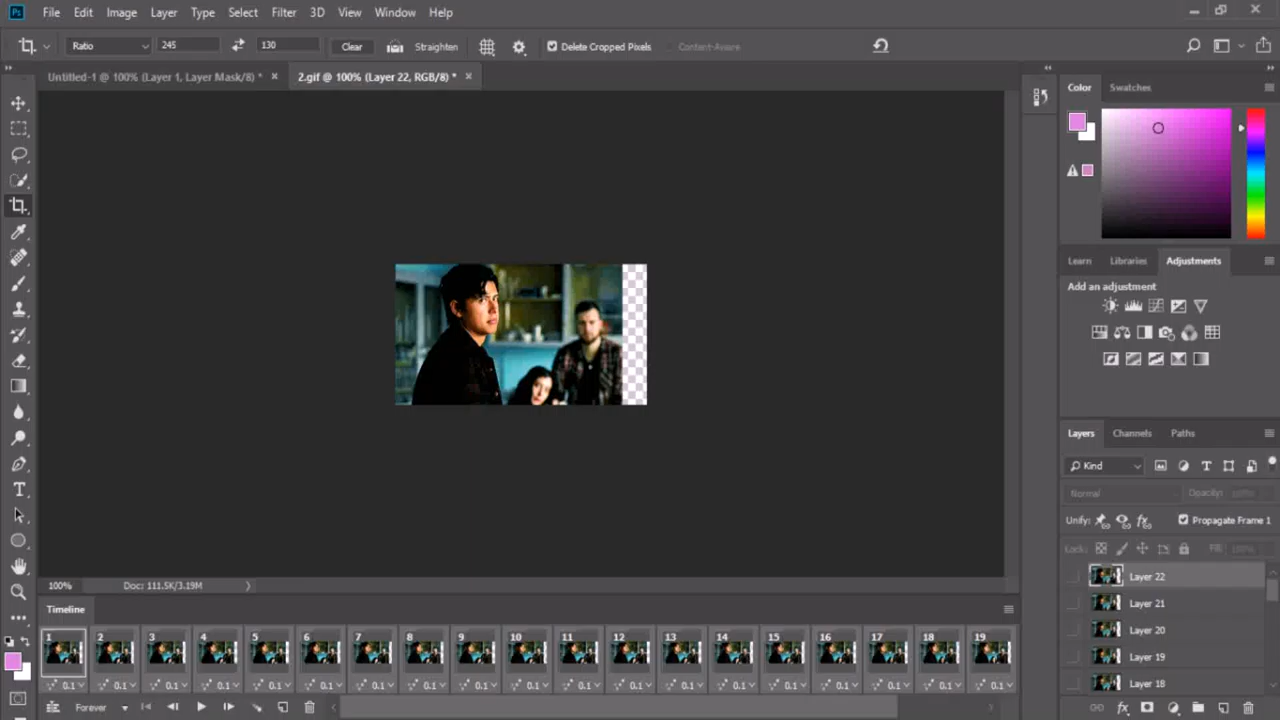 Ps File Edit Image Layer Type Select Filter 3D View Window Help
Ratio 245 130 Clear Straighten Delete Cropped Pixels Content-Aware
Untitled-1 @ 100% (Layer 1, Layer Mask/8) * × 2.gif @ 100% (Layer 22, RGB/8) * ×
Color Swatches
Learn Libraries Adjustments
Add an adjustment
Layers Channels Paths
Kind
Normal Opacity:
Unify: Propagate Frame 1
Lock: Fill: 100%
Layer 22
Layer 21
Layer 20
Layer 19
Layer 18
100% Doc: 111.5K/3.19M
Timeline
1 2 3 4 5 6 7 8 9 10 11 12 13 14 15 16 17 18 19
0.1 0.1 0.1 0.1 0.1 0.1 0.1 0.1 0.1 0.1 0.1 0.1 0.1 0.1 0.1 0.1 0.1 0.1 0.1
Forever